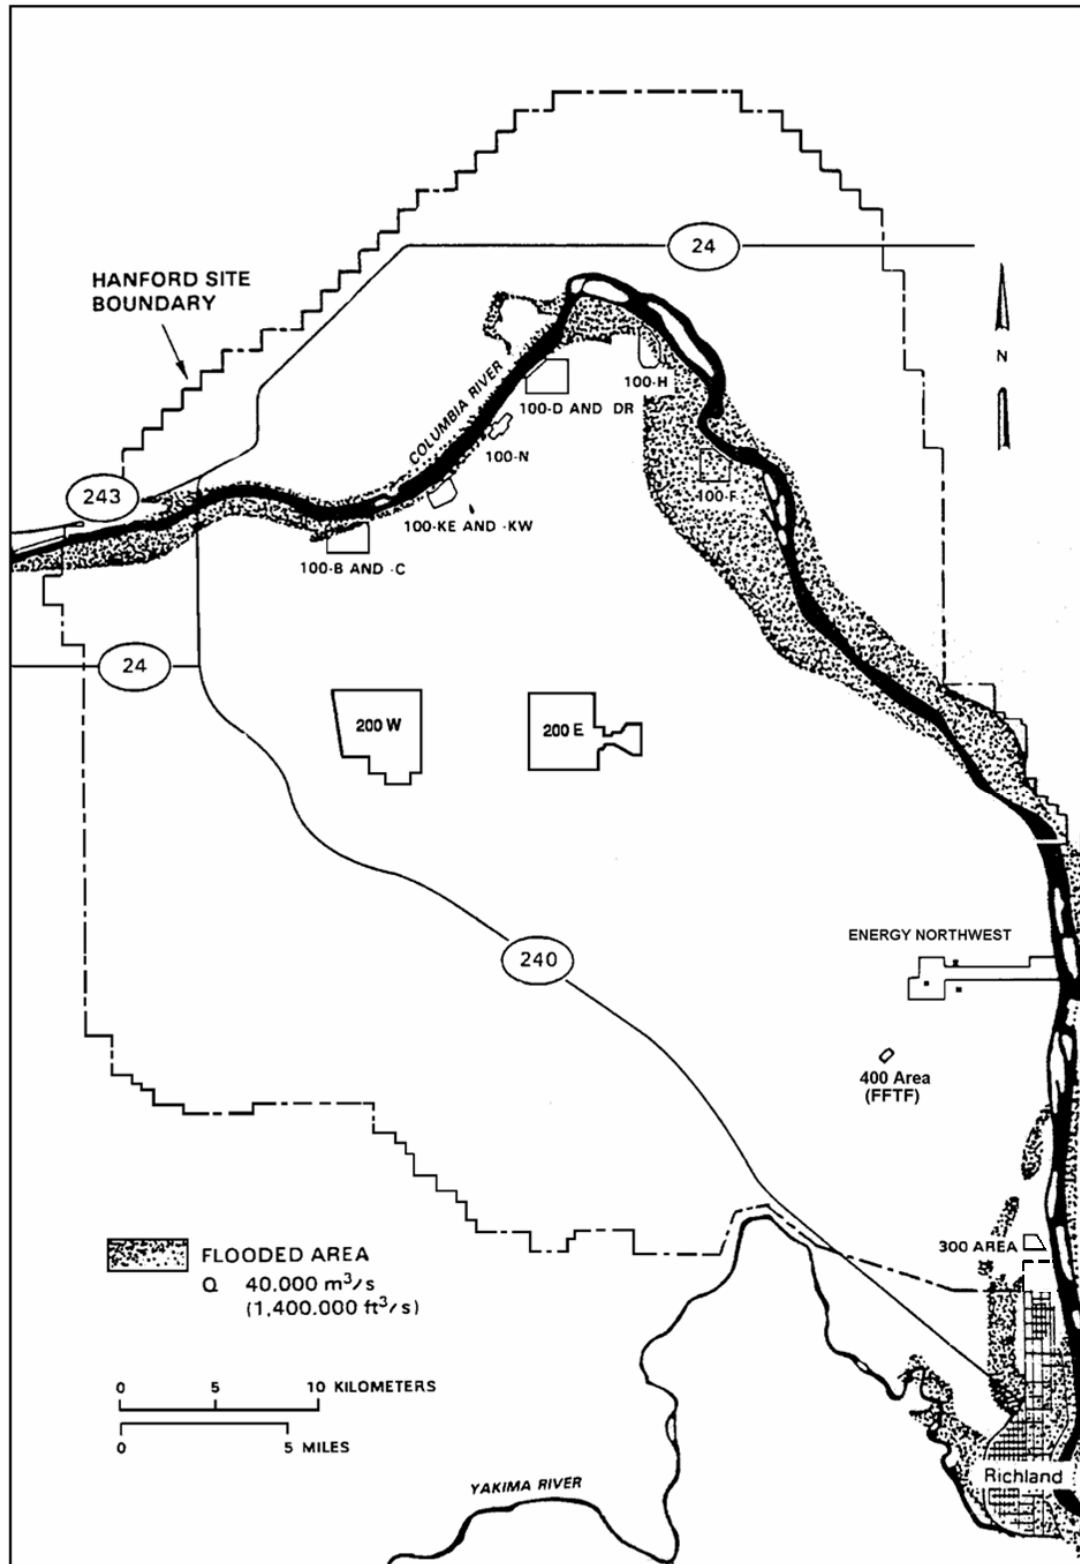 24
HANFORD SITE
BOUNDARY
N
COLUMBIA RIVER
100-H
100-D AND DR
100-N
243
100-F
100-KE AND -KW
100-B AND -C
24
200 W
200 E
ENERGY NORTHWEST
240
400 Area
(FFTF)
300 AREA
FLOODED AREA
Q 40.000 m³/s
(1,400.000 ft³/s)
0 5 10 KILOMETERS
0 5 MILES
Richland
YAKIMA RIVER